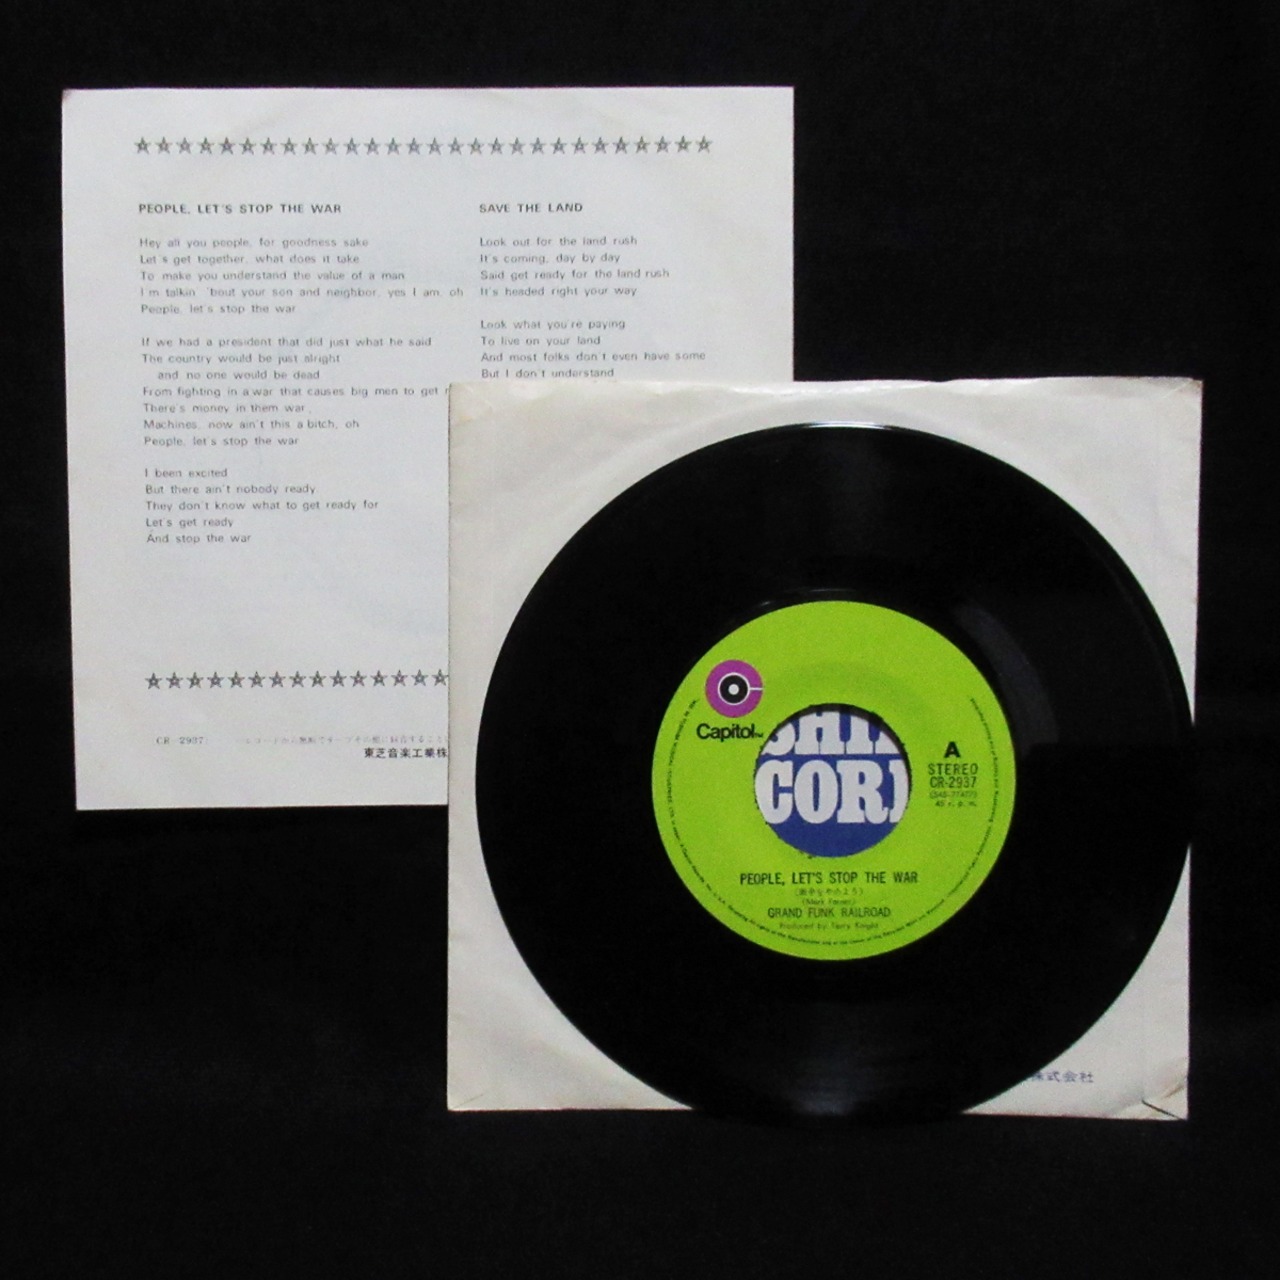 PEOPLE, LET'S STOP THE WAR
Hey all you people, for goodness sake
Let's get together, what does it take
To make you understand the value of a man
I'm talkin' 'bout your son and neighbor, yes I am, oh
People, let's stop the war
If we had a president that did just what he said
The country would be just alright
and no one would be dead
From fighting in a war that causes big men to get
There's money in them war,
Machines, now ain't this a bitch, oh
People, let's stop the war
I been excited
But there ain't nobody ready
They don't know what to get ready for
Let's get ready
And stop the war
SAVE THE LAND
Look out for the land rush
It's coming, day by day
Said get ready for the land rush
It's headed right your way
Look what you're paying
To live on your land
And most folks don't even have some
But I don't understand
CR-2937
東芝音楽工業株
Capitol
CORI
A
STEREO
CR-2937
45 r.p.m.
PEOPLE, LET'S STOP THE WAR
(Mark Farner)
GRAND FUNK RAILROAD
Produced by Terry Knight
株式会社